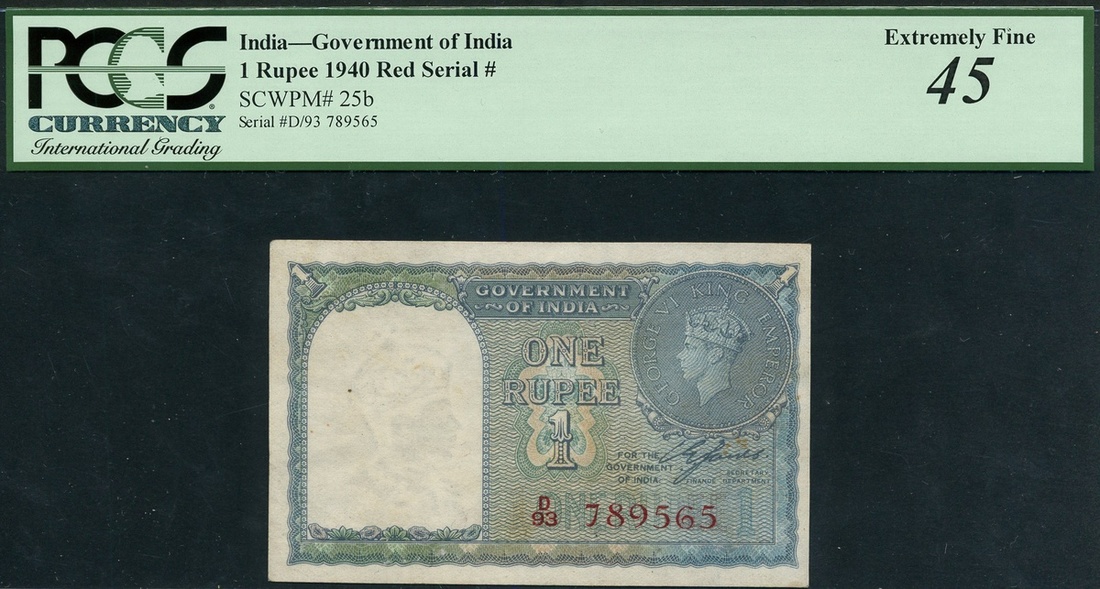 PCGS
CURRENCY
International Grading
India—Government of India
1 Rupee 1940 Red Serial #
SCWPM# 25b
Serial #D/93 789565
Extremely Fine
45
1
1
GOVERNMENT
OF INDIA
GEORGE VI KING EMPEROR
ONE
RUPEE
1
FOR THE
GOVERNMENT
OF INDIA
SECRETARY
FINANCE DEPARTMENT
D/93 789565